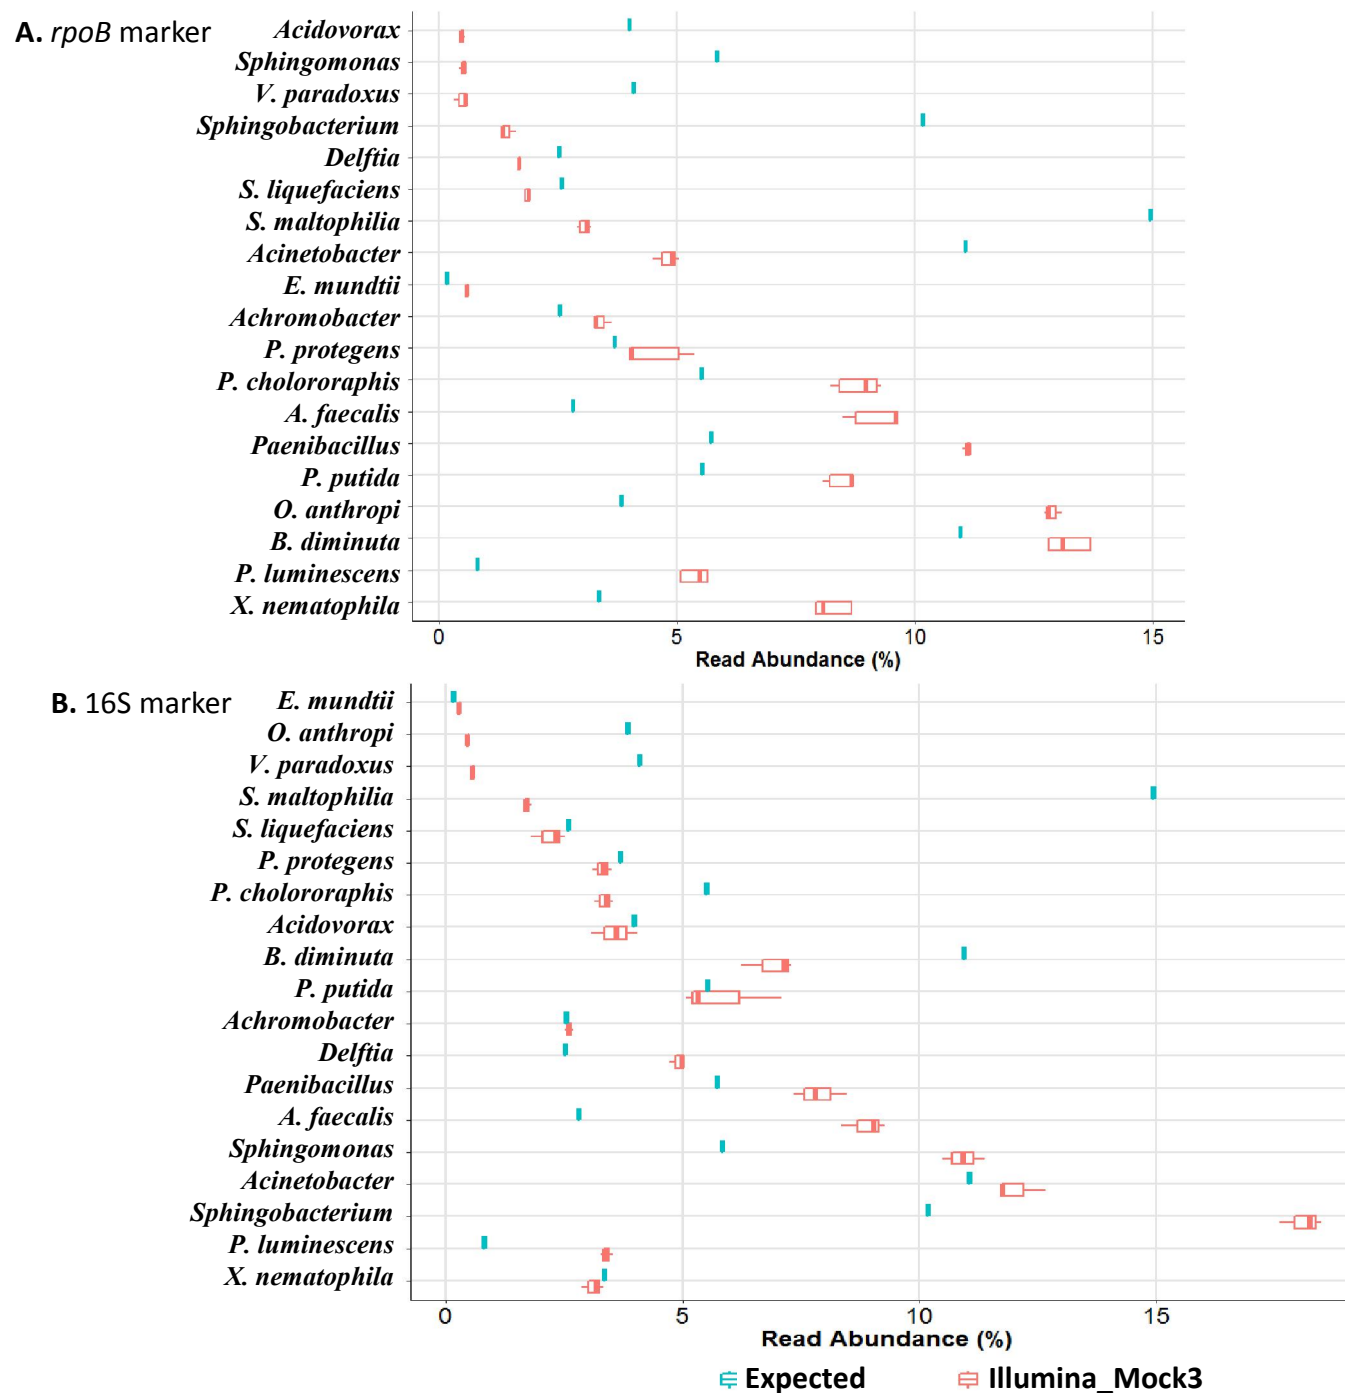 A. rpoB marker
Acidovorax
Sphingomonas
V. paradoxus
Sphingobacterium
Delftia
S. liquefaciens
S. maltophilia
Acinetobacter
E. mundtii
Achromobacter
P. protegens
P. cholororaphis
A. faecalis
Paenibacillus
P. putida
O. anthropi
B. diminuta
P. luminescens
X. nematophila
0 5 10 15
Read Abundance (%)
B. 16S marker
E. mundtii
O. anthropi
V. paradoxus
S. maltophilia
S. liquefaciens
P. protegens
P. cholororaphis
Acidovorax
B. diminuta
P. putida
Achromobacter
Delftia
Paenibacillus
A. faecalis
Sphingomonas
Acinetobacter
Sphingobacterium
P. luminescens
X. nematophila
0 5 10 15
Read Abundance (%)
Expected Illumina_Mock3